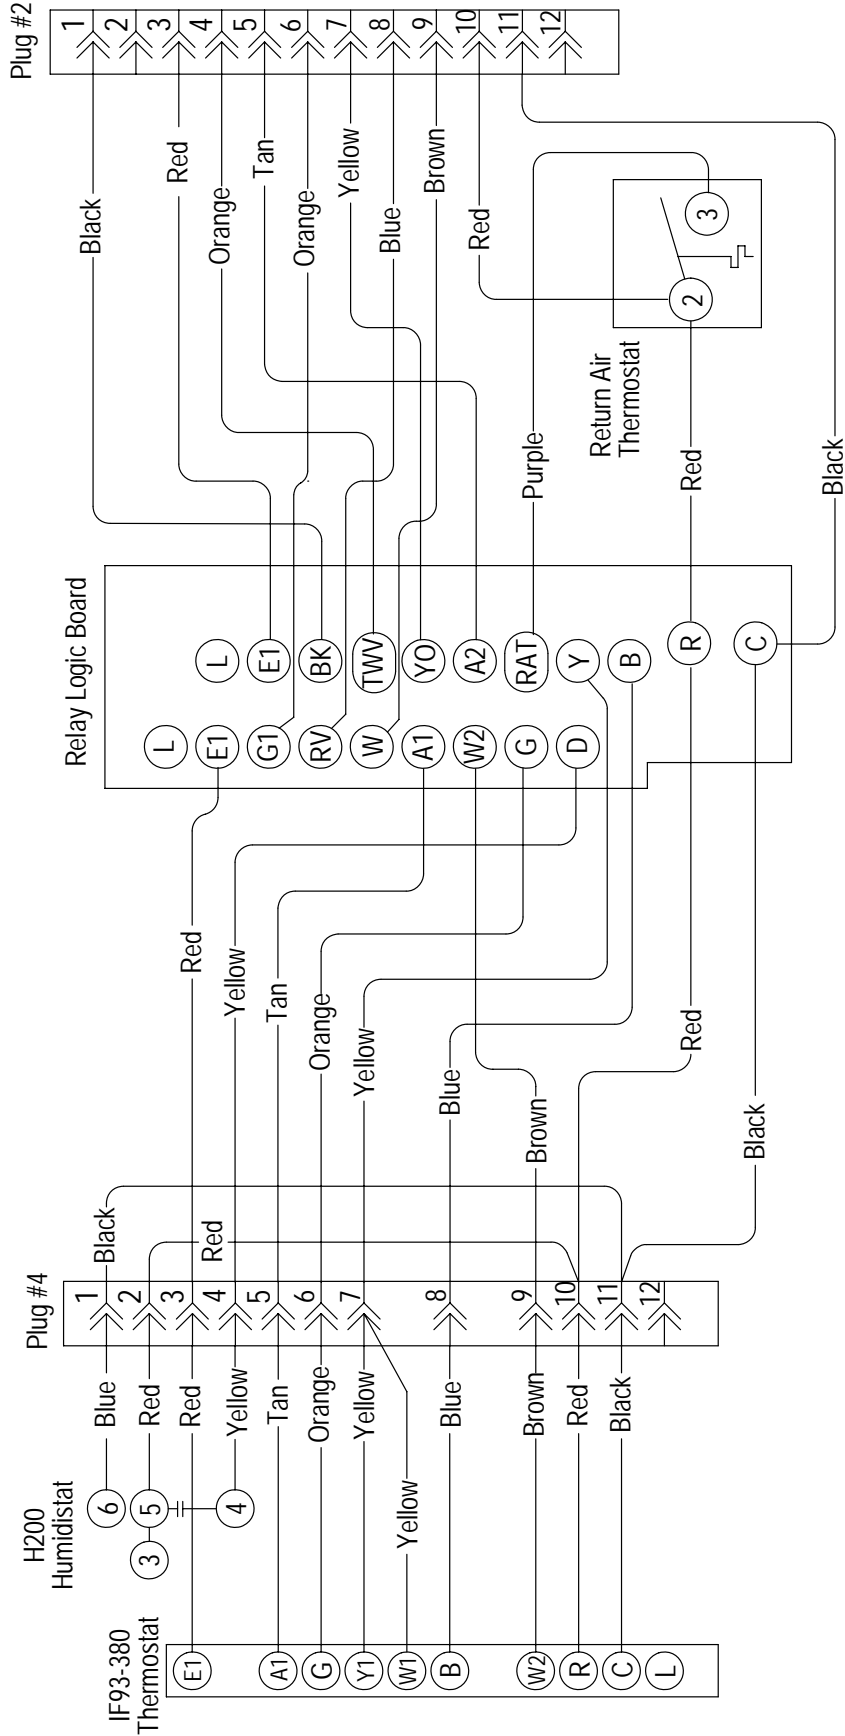 IF93-380
Thermostat
E1
A1
G
Y1
W1
B
W2
R
C
L
H200
Humidistat
3
6
5
4
Blue
Red
Red
Yellow
Tan
Orange
Yellow
Yellow
Blue
Brown
Red
Black
Plug #4
1
2
3
4
5
6
7
8
9
10
11
12
Black
Red
Red
Yellow
Tan
Orange
Yellow
Blue
Brown
Red
Black
Relay Logic Board
L
E1
G1
RV
W
A1
W2
G
D
L
E1
BK
TWV
YO
A2
RAT
Y
B
R
C
Return Air
Thermostat
2
3
Black
Red
Orange
Tan
Orange
Yellow
Blue
Brown
Red
Purple
Red
Black
Plug #2
1
2
3
4
5
6
7
8
9
10
11
12